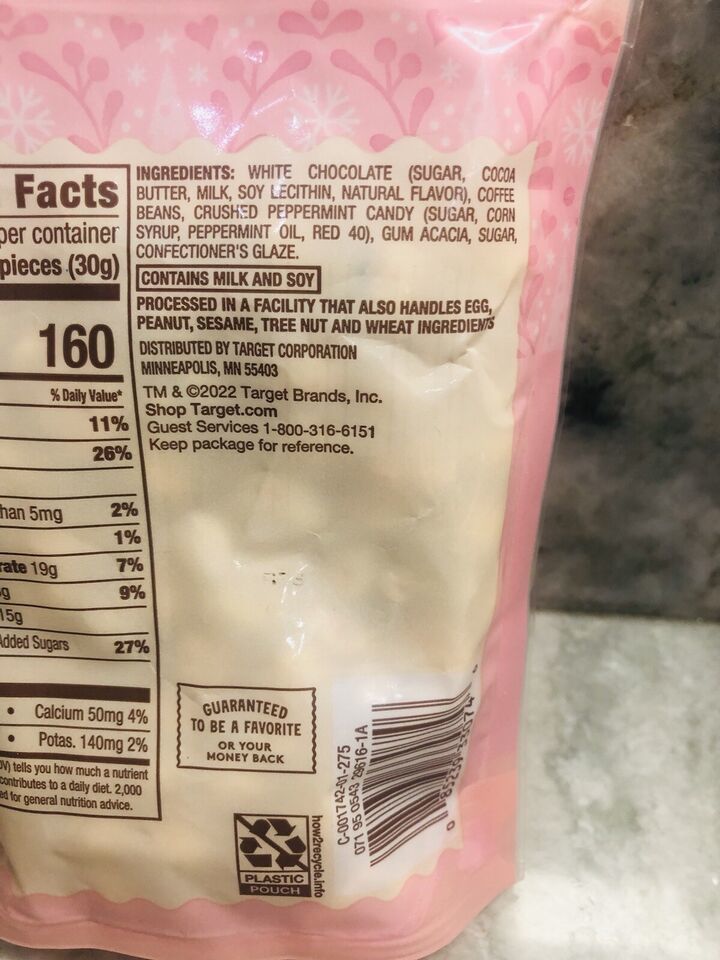 Facts
per container
pieces (30g)
160
% Daily Value*
11%
26%
han 5mg 2%
1%
rate 19g 7%
g 9%
15g
Added Sugars 27%
• Calcium 50mg 4%
• Potas. 140mg 2%
DV) tells you how much a nutrient
contributes to a daily diet. 2,000
ed for general nutrition advice.
INGREDIENTS: WHITE CHOCOLATE (SUGAR, COCOA
BUTTER, MILK, SOY LECITHIN, NATURAL FLAVOR), COFFEE
BEANS, CRUSHED PEPPERMINT CANDY (SUGAR, CORN
SYRUP, PEPPERMINT OIL, RED 40), GUM ACACIA, SUGAR,
CONFECTIONER'S GLAZE.
CONTAINS MILK AND SOY
PROCESSED IN A FACILITY THAT ALSO HANDLES EGG,
PEANUT, SESAME, TREE NUT AND WHEAT INGREDIENTS
DISTRIBUTED BY TARGET CORPORATION
MINNEAPOLIS, MN 55403
TM & ©2022 Target Brands, Inc.
Shop Target.com
Guest Services 1-800-316-6151
Keep package for reference.
GUARANTEED
TO BE A FAVORITE
OR YOUR
MONEY BACK
PLASTIC
POUCH
how2recycle.info
C-001742-01-275
071 95 0543 29616-1A